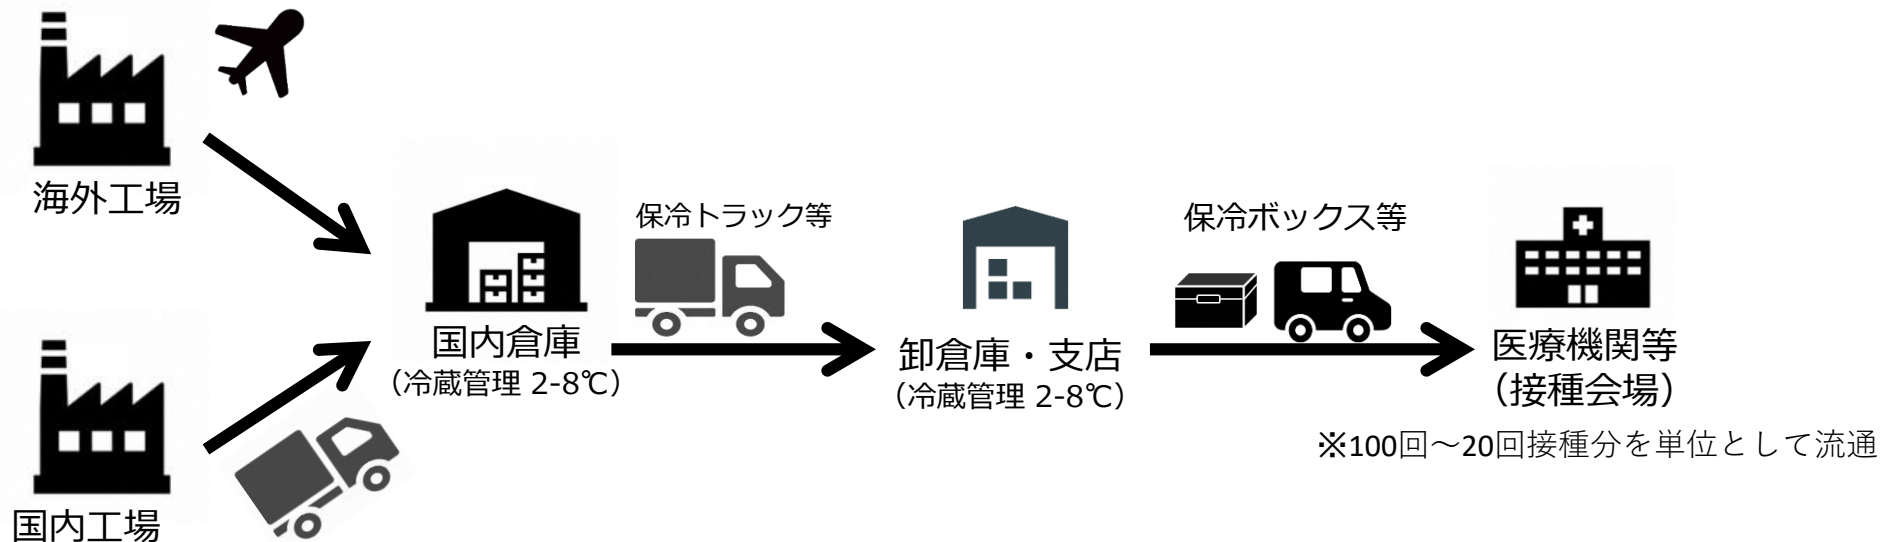 海外工場
国内工場
国内倉庫
（冷蔵管理 2-8℃）
保冷トラック等
卸倉庫・支店
（冷蔵管理 2-8℃）
保冷ボックス等
医療機関等
（接種会場）
※100回～20回接種分を単位として流通